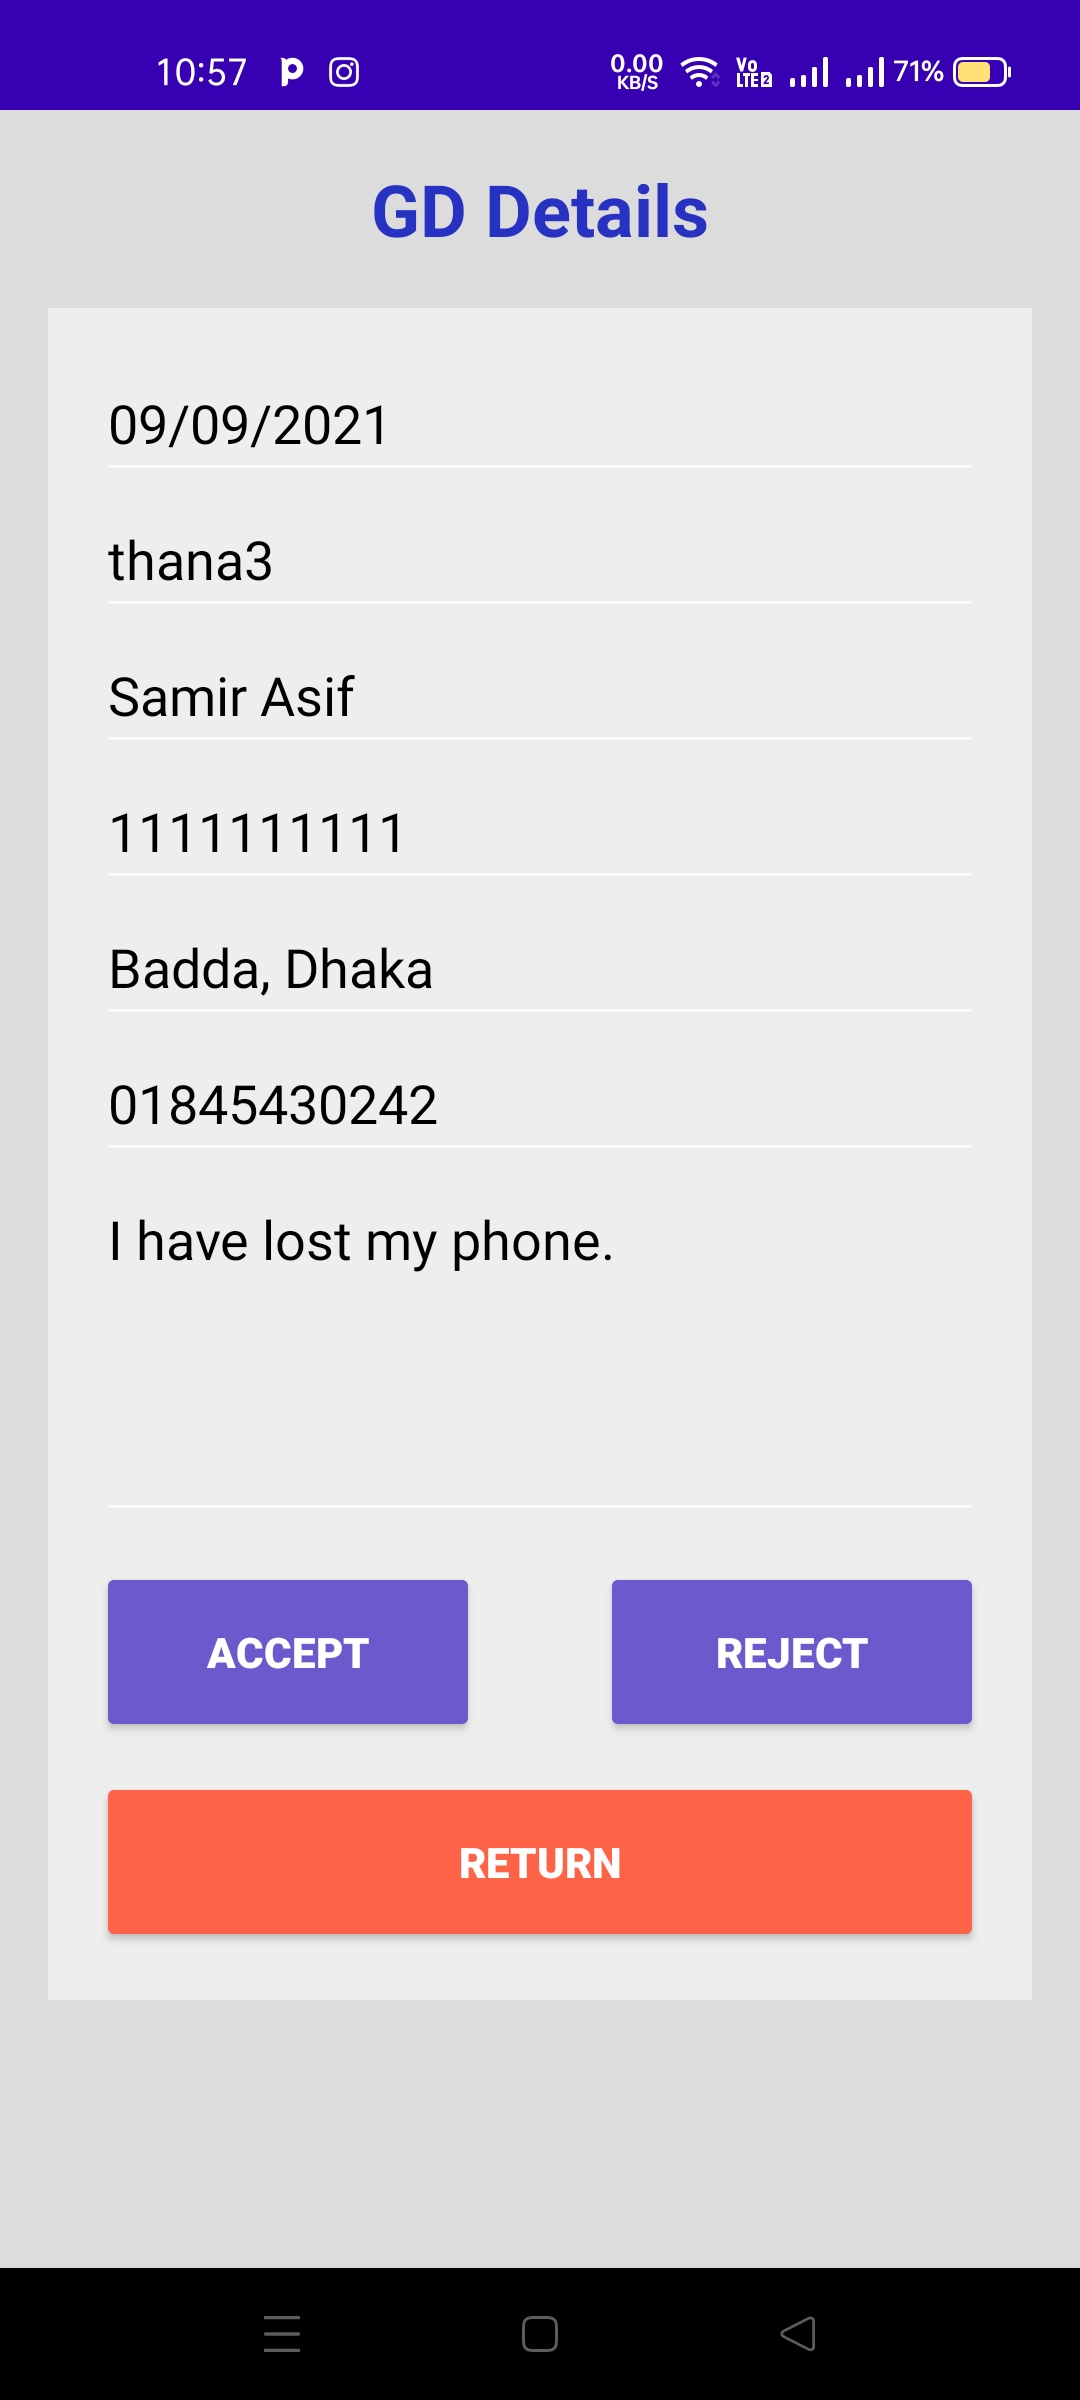 10:57
0.00
KB/S
Vo
LTE2
71%
GD Details
09/09/2021
thana3
Samir Asif
1111111111
Badda, Dhaka
01845430242
I have lost my phone.
ACCEPT
REJECT
RETURN